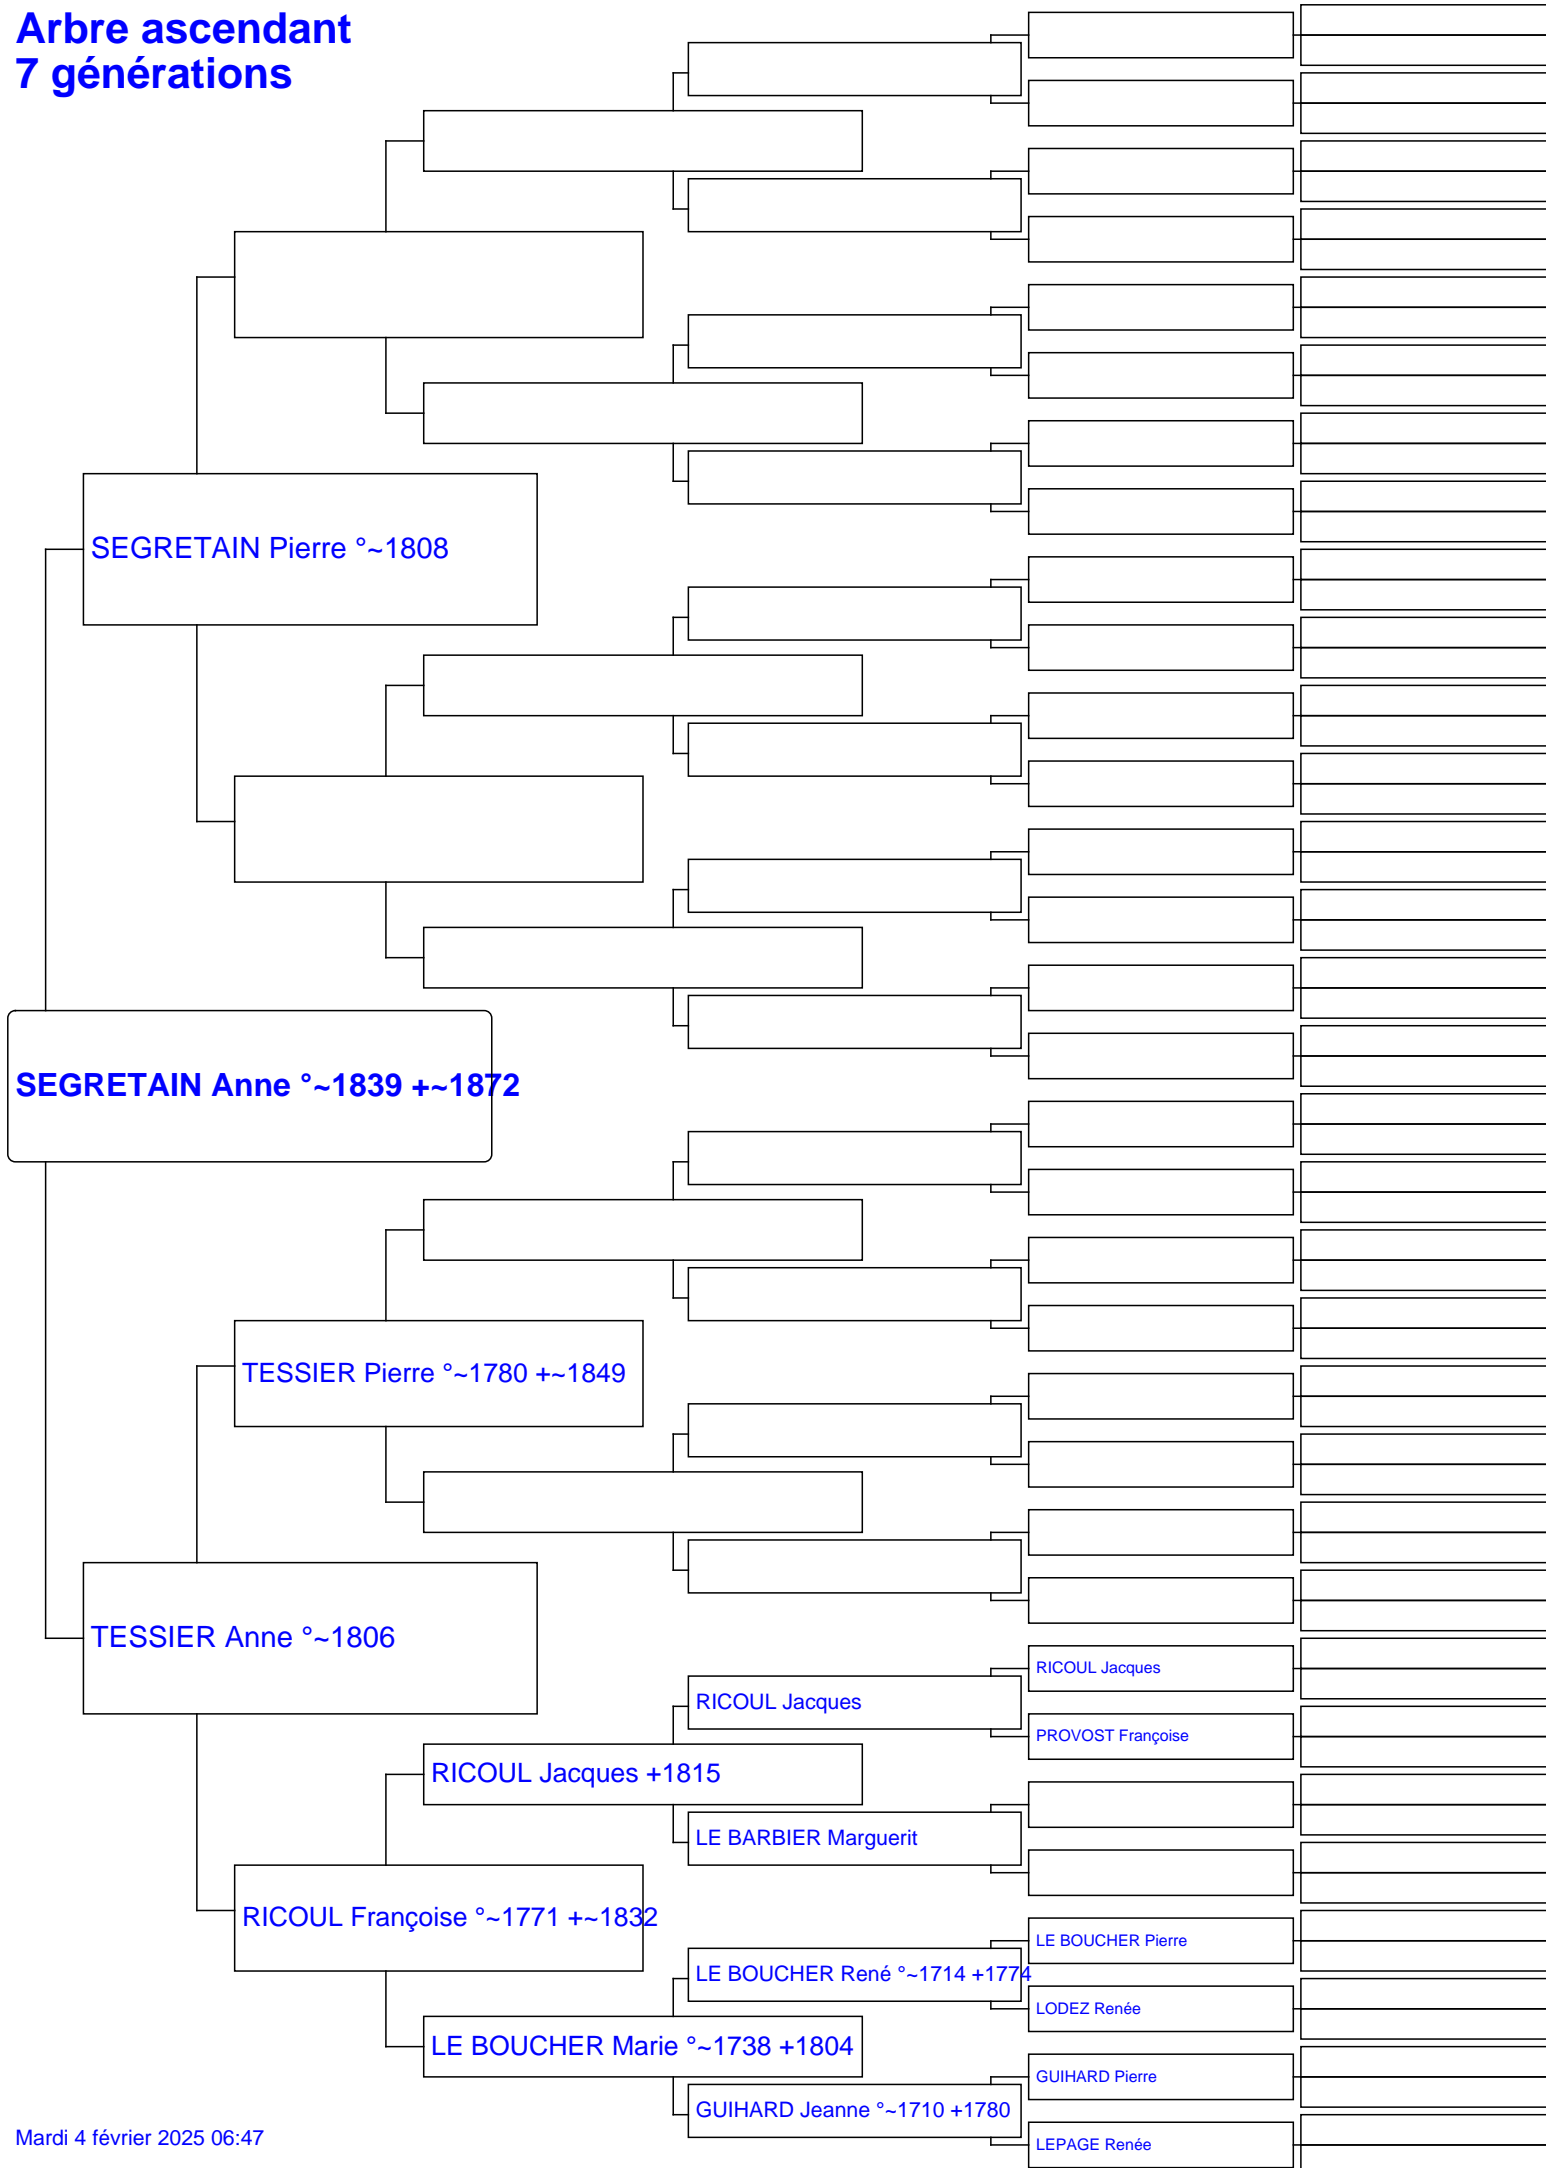 Arbre ascendant
7 générations
SEGRETAIN Pierre °~1808
SEGRETAIN Anne °~1839 +~1872
TESSIER Pierre °~1780 +~1849
TESSIER Anne °~1806
RICOUL Jacques
RICOUL Jacques
PROVOST Françoise
RICOUL Jacques +1815
LE BARBIER Marguerit
RICOUL Françoise °~1771 +~1832
LE BOUCHER Pierre
LE BOUCHER René °~1714 +1774
LODEZ Renée
LE BOUCHER Marie °~1738 +1804
GUIHARD Pierre
GUIHARD Jeanne °~1710 +1780
LEPAGE Renée
Mardi 4 février 2025 06:47